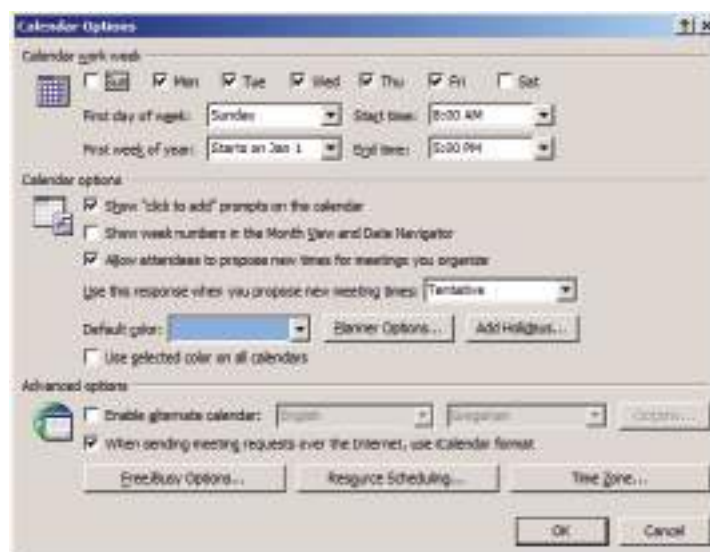 Calendar Options
Calendar work week
Sun Mon Tue Wed Thu Fri Sat
First day of week: Sunday Start time: 8:00 AM
First week of year: Starts on Jan 1 End time: 5:00 PM
Calendar options
Show "click to add" prompts on the calendar
Show week numbers in the Month View and Date Navigator
Allow attendees to propose new times for meetings you organize
Use this response when you propose new meeting times: Tentative
Default color: Planner Options... Add Holidays...
Use selected color on all calendars
Advanced options
Enable alternate calendar: English Gregorian Options...
When sending meeting requests over the Internet, use iCalendar format
Free/Busy Options... Resource Scheduling... Time Zone...
OK Cancel